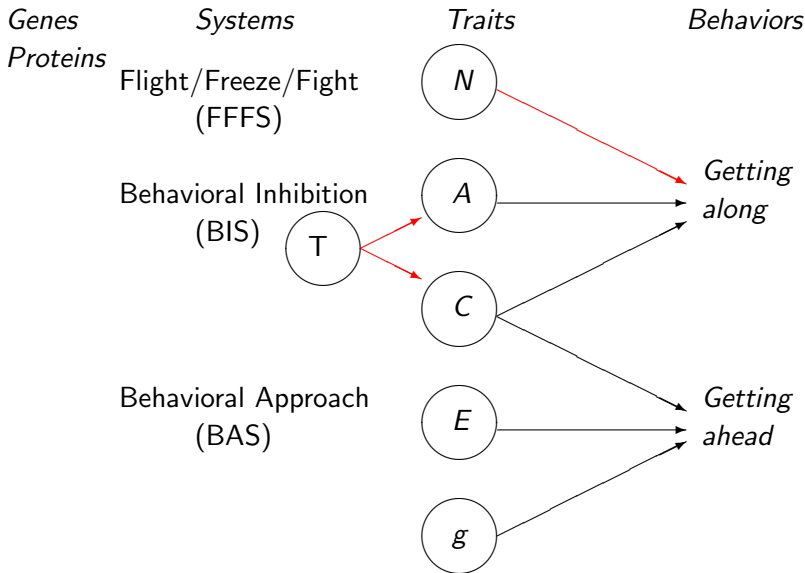 Genes
Proteins
Systems
Traits
Behaviors
Flight/Freeze/Fight
(FFFS)
N
Behavioral Inhibition
(BIS)
T
A
C
Getting
along
Behavioral Approach
(BAS)
E
g
Getting
ahead